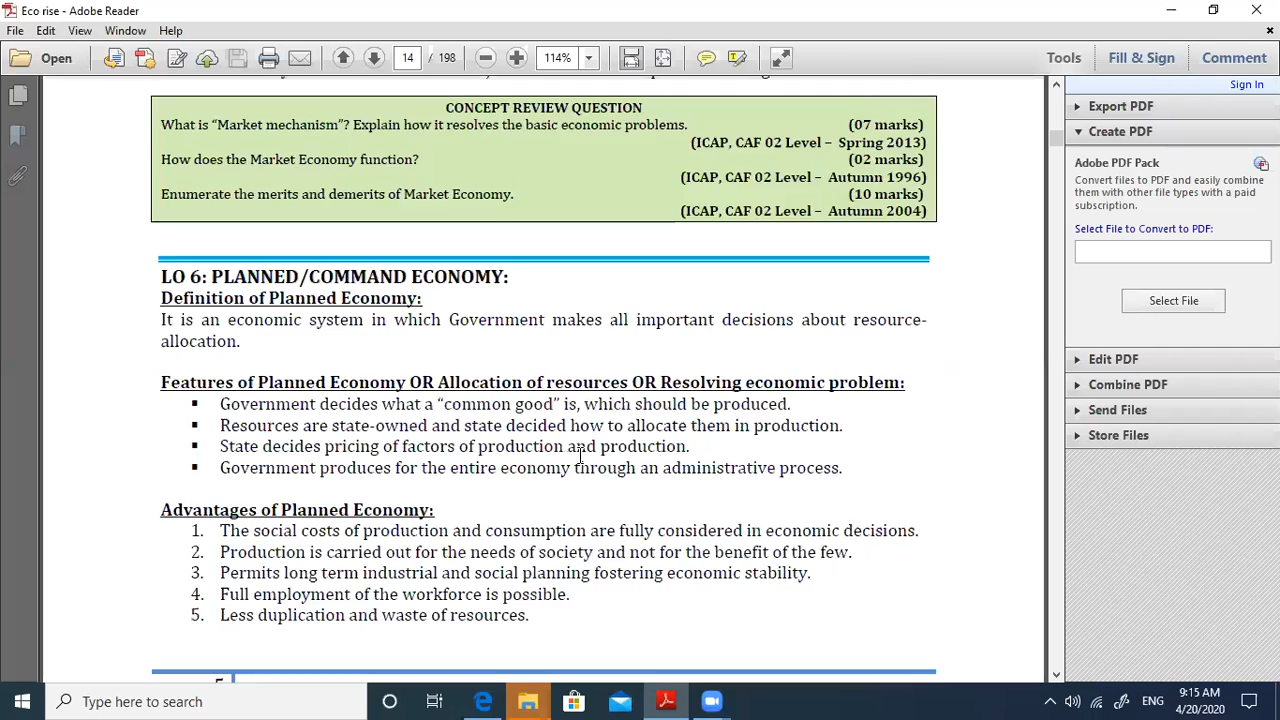 Eco rise - Adobe Reader
File Edit View Window Help
Open 14 / 198 114% Tools Fill & Sign Comment
Sign In
CONCEPT REVIEW QUESTION
What is “Market mechanism”? Explain how it resolves the basic economic problems. (07 marks)
(ICAP, CAF 02 Level – Spring 2013)
How does the Market Economy function? (02 marks)
(ICAP, CAF 02 Level – Autumn 1996)
Enumerate the merits and demerits of Market Economy. (10 marks)
(ICAP, CAF 02 Level – Autumn 2004)
LO 6: PLANNED/COMMAND ECONOMY:
Definition of Planned Economy:
It is an economic system in which Government makes all important decisions about resource-
allocation.
Features of Planned Economy OR Allocation of resources OR Resolving economic problem:
▪ Government decides what a “common good” is, which should be produced.
▪ Resources are state-owned and state decided how to allocate them in production.
▪ State decides pricing of factors of production and production.
▪ Government produces for the entire economy through an administrative process.
Advantages of Planned Economy:
1. The social costs of production and consumption are fully considered in economic decisions.
2. Production is carried out for the needs of society and not for the benefit of the few.
3. Permits long term industrial and social planning fostering economic stability.
4. Full employment of the workforce is possible.
5. Less duplication and waste of resources.
Export PDF
Create PDF
Adobe PDF Pack
Convert files to PDF and easily combine
them with other file types with a paid
subscription.
Select File to Convert to PDF:
Select File
Edit PDF
Combine PDF
Send Files
Store Files
Type here to search
ENG
9:15 AM
4/20/2020